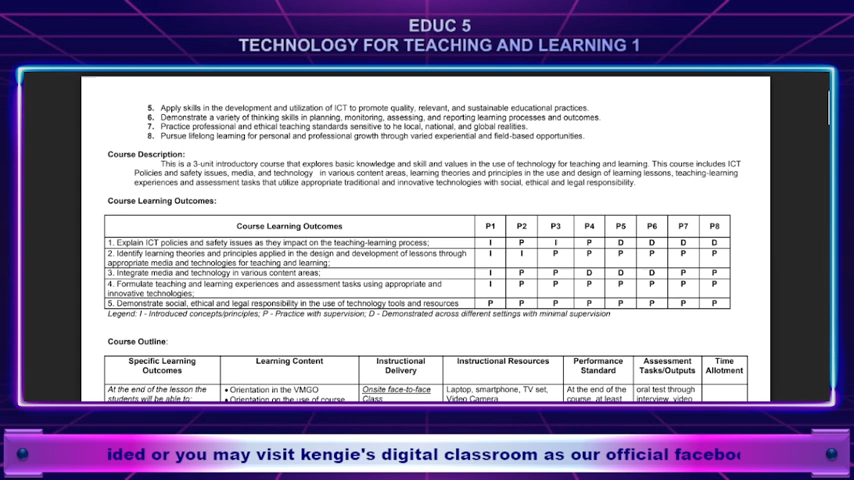 EDUC 5
TECHNOLOGY FOR TEACHING AND LEARNING 1
5. Apply skills in the development and utilization of ICT to promote quality, relevant, and sustainable educational practices.
6. Demonstrate a variety of thinking skills in planning, monitoring, assessing, and reporting learning processes and outcomes.
7. Practice professional and ethical teaching standards sensitive to he local, national, and global realities.
8. Pursue lifelong learning for personal and professional growth through varied experiential and field-based opportunities.
Course Description:
This is a 3-unit introductory course that explores basic knowledge and skill and values in the use of technology for teaching and learning. This course includes ICT
Policies and safety issues, media, and technology in various content areas, learning theories and principles in the use and design of learning lessons, teaching-learning
experiences and assessment tasks that utilize appropriate traditional and innovative technologies with social, ethical and legal responsibility.
Course Learning Outcomes:
Course Learning Outcomes P1 P2 P3 P4 P5 P6 P7 P8
1. Explain ICT policies and safety issues as they impact on the teaching-learning process; I P I P D D D D
2. Identify learning theories and principles applied in the design and development of lessons through I I P P P P P P
appropriate media and technologies for teaching and learning;
3. Integrate media and technology in various content areas; I P P D D D P P
4. Formulate teaching and learning experiences and assessment tasks using appropriate and I P P P P P P P
innovative technologies;
5. Demonstrate social, ethical and legal responsibility in the use of technology tools and resources P P P P P P P P
Legend: I - Introduced concepts/principles; P - Practice with supervision; D - Demonstrated across different settings with minimal supervision
Course Outline:
Specific Learning Outcomes Learning Content Instructional Delivery Instructional Resources Performance Standard Assessment Tasks/Outputs Time Allotment
At the end of the lesson the • Orientation in the VMGO Onsite face-to-face Laptop, smartphone, TV set, At the end of the oral test through
students will be able to: • Orientation on the use of course Class Video Camera course, at least interview, video
ided or you may visit kengie's digital classroom as our official facebo